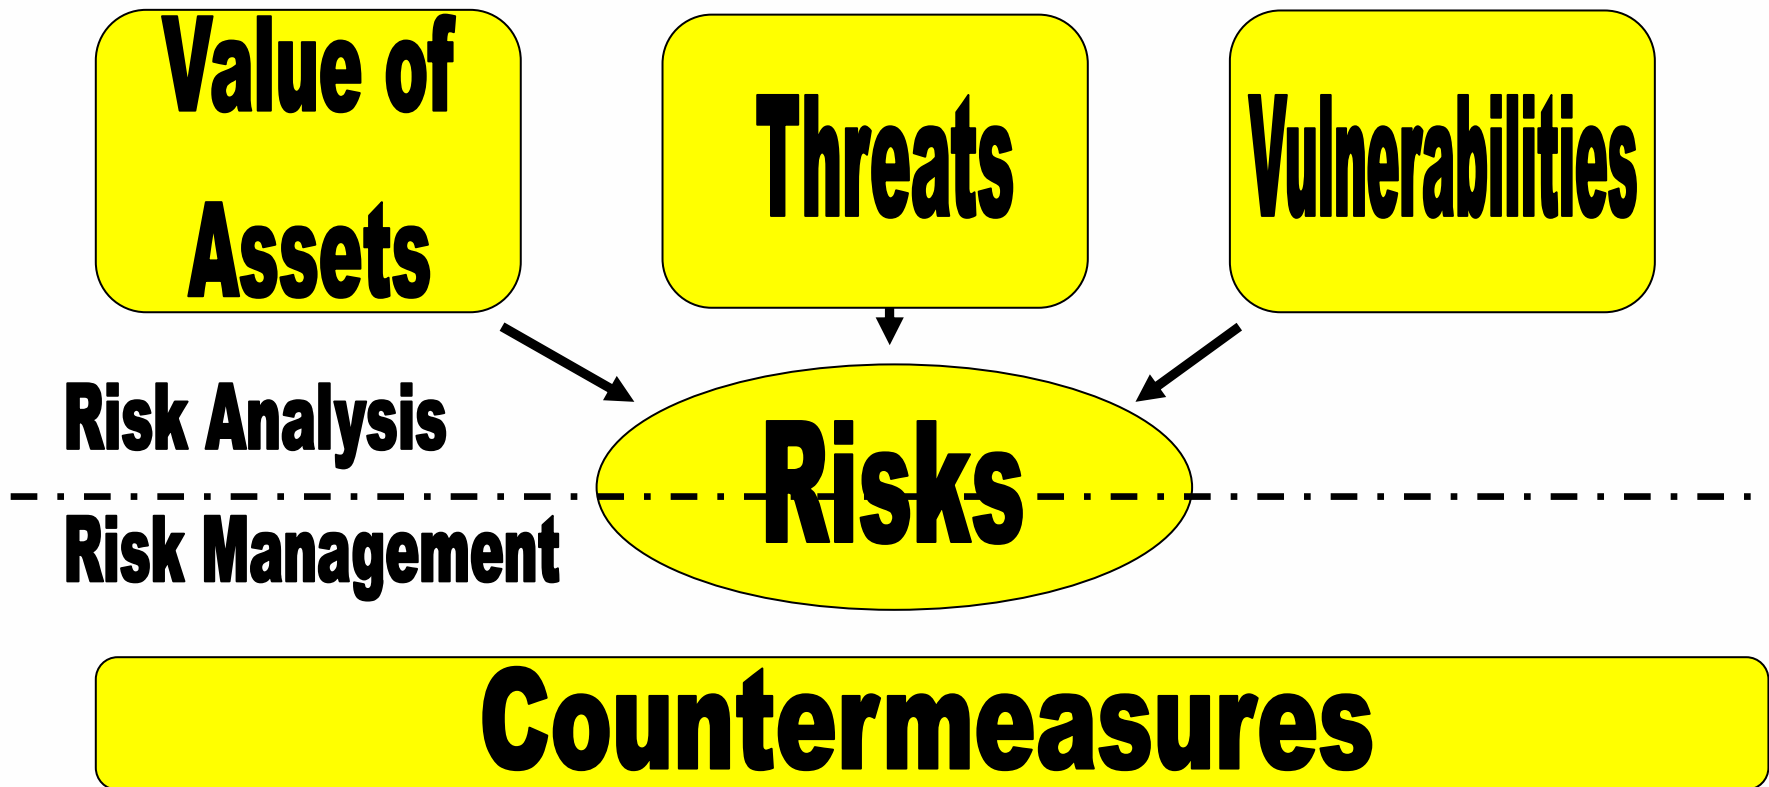 Value of
Assets
Threats
Vulnerabilities
Risk Analysis
Risks
Risk Management
Countermeasures